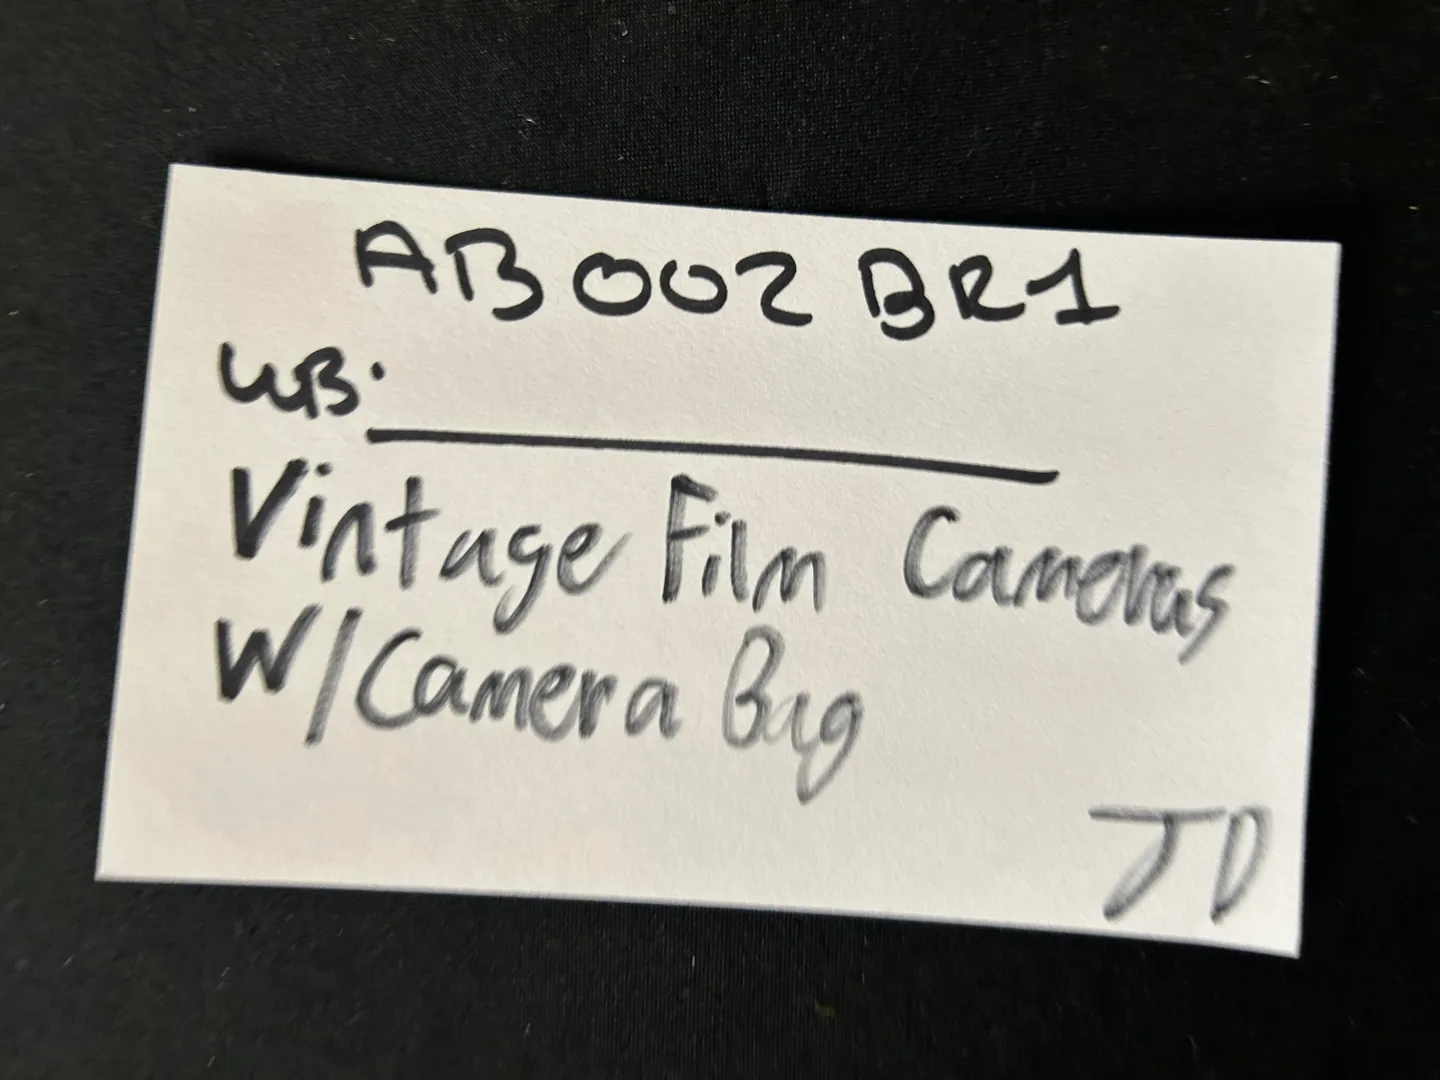 AB002BR1
WB:
Vintage Film Cameras
W/Camera Bag
JD